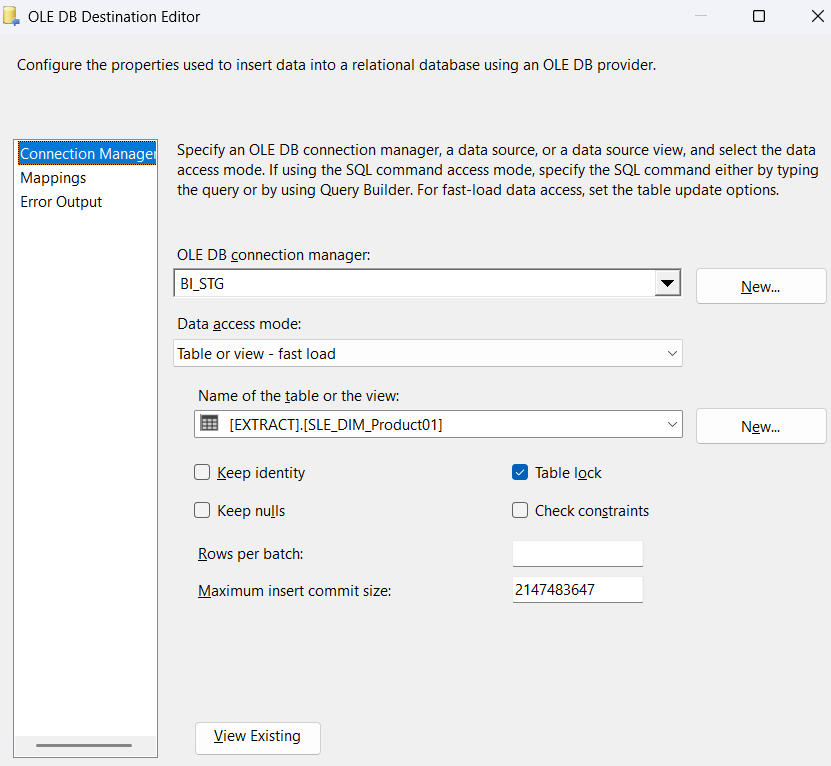 OLE DB Destination Editor
Configure the properties used to insert data into a relational database using an OLE DB provider.
Connection Manager
Mappings
Error Output
Specify an OLE DB connection manager, a data source, or a data source view, and select the data
access mode. If using the SQL command access mode, specify the SQL command either by typing
the query or by using Query Builder. For fast-load data access, set the table update options.
OLE DB connection manager:
BI_STG
New...
Data access mode:
Table or view - fast load
Name of the table or the view:
[EXTRACT].[SLE_DIM_Product01]
New...
Keep identity
Table lock
Keep nulls
Check constraints
Rows per batch:
Maximum insert commit size:
2147483647
View Existing